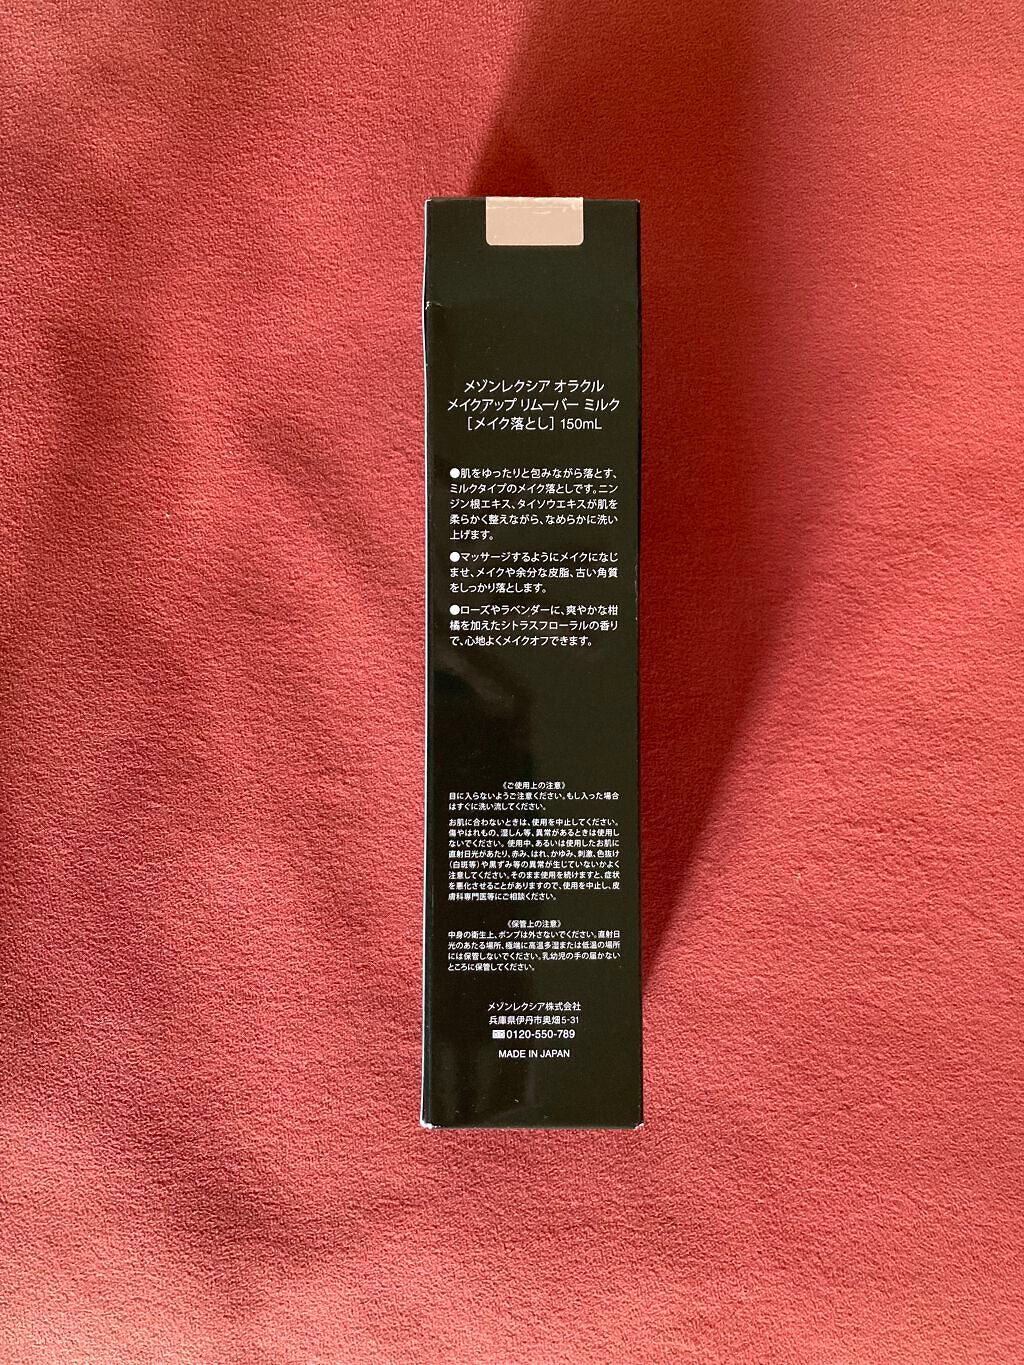 メゾンレクシア オラクル
メイクアップ リムーバー ミルク
[メイク落とし] 150mL
●肌をゆったりと包みながら落とす、
ミルクタイプのメイク落としです。ニン
ジン根エキス、タイソウエキスが肌を
柔らかく整えながら、なめらかに洗い
上げます。
●マッサージするようにメイクになじ
ませ、メイクや余分な皮脂、古い角質
をしっかり落とします。
●ローズやラベンダーに、爽やかな柑
橘を加えたシトラスフローラルの香り
で、心地よくメイクオフできます。
《ご使用上の注意》
目に入らないようご注意ください。もし入った場合
はすぐに洗い流してください。
お肌に合わないときは、使用を中止してください。
傷やはれもの、湿しん等、異常があるときは使用し
ないでください。使用中、あるいは使用したお肌に
直射日光があたり、赤み、はれ、かゆみ、刺激、色抜け
(白斑等)や黒ずみ等の異常が生じていないかよく
注意してください。そのまま使用を続けますと、症状
を悪化させることがありますので、使用を中止し、皮
膚科専門医等にご相談ください。
《保管上の注意》
中身の衛生上、ポンプは外さないでください。直射日
光のあたる場所、極端に高温多湿または低温の場所
には保管しないでください。乳幼児の手の届かない
ところに保管してください。
メゾンレクシア株式会社
兵庫県伊丹市奥畑5-31
0120-550-789
MADE IN JAPAN